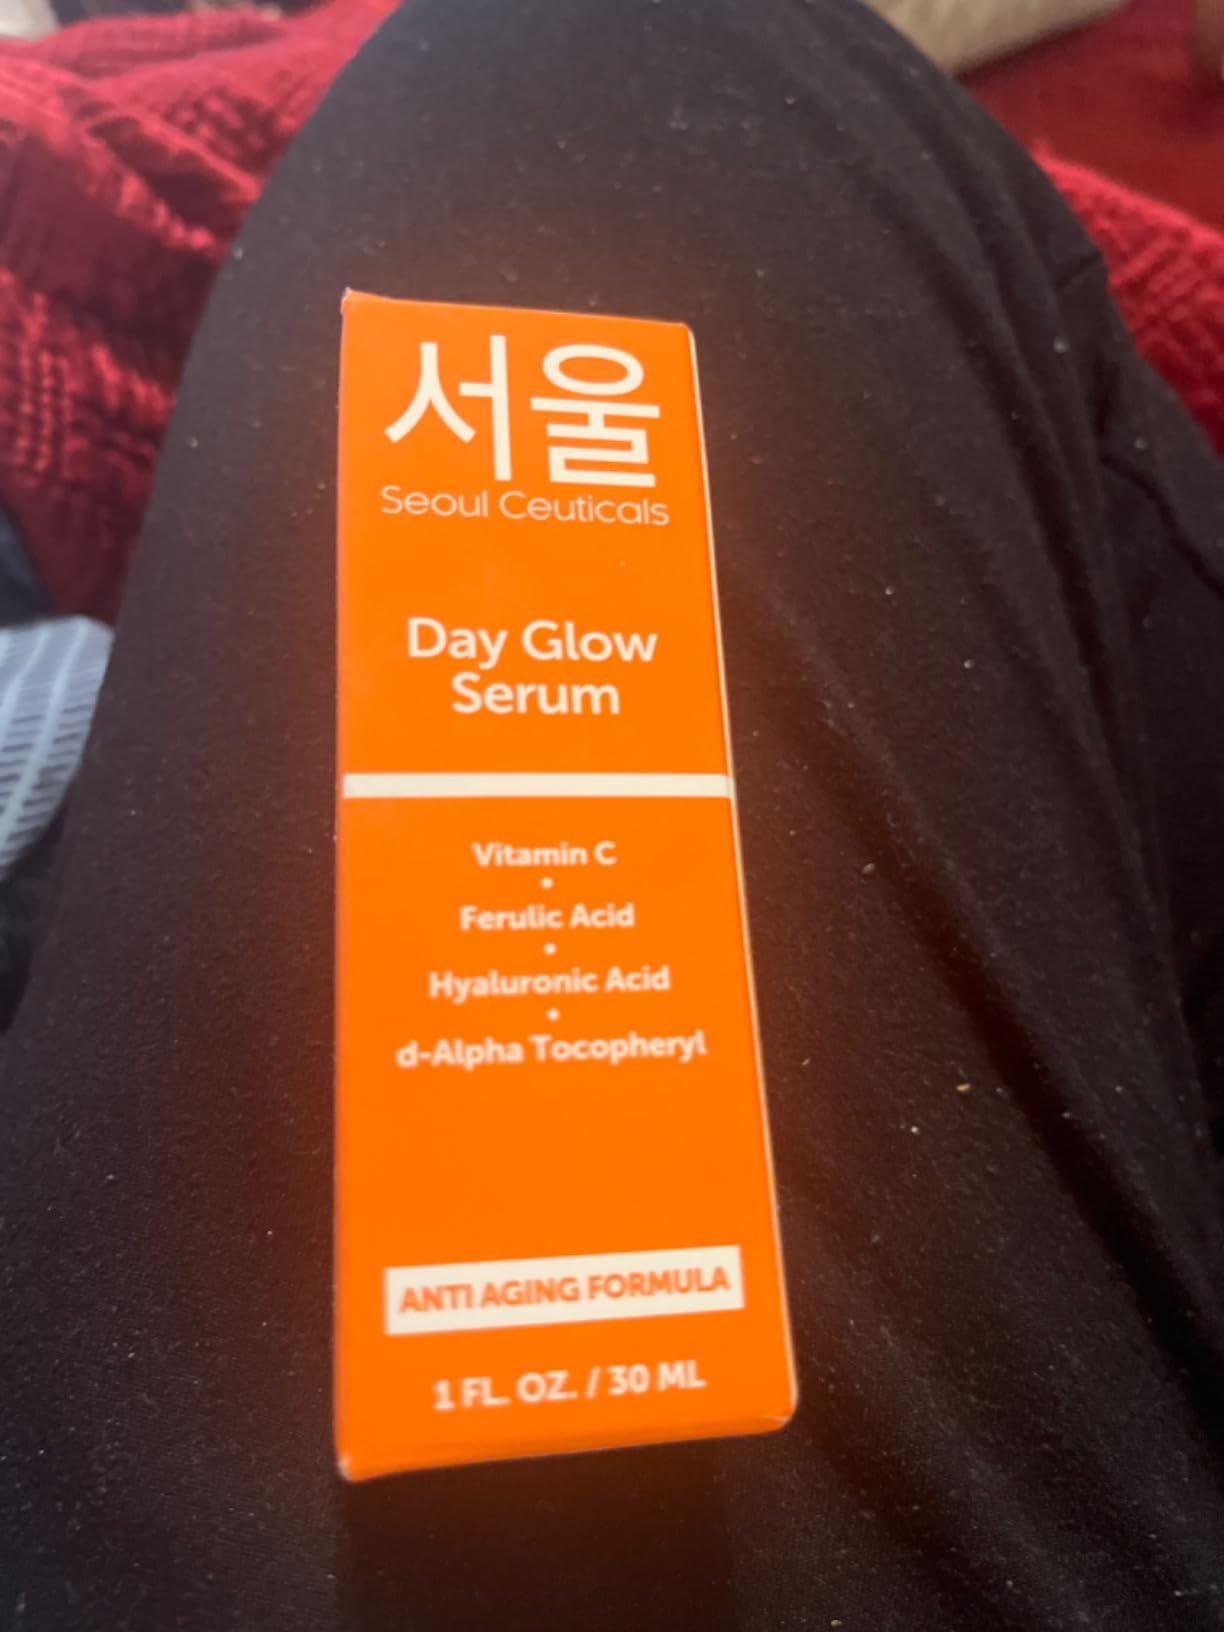 서울
Seoul Ceuticals
Day Glow
Serum
Vitamin C
•
Ferulic Acid
•
Hyaluronic Acid
•
d-Alpha Tocopheryl
ANTI AGING FORMULA
1 FL. OZ. / 30 ML